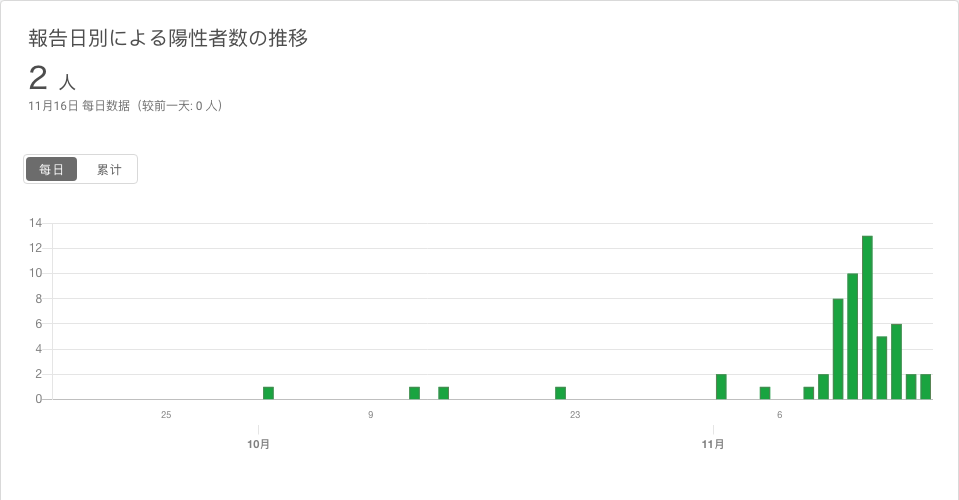 報告日別による陽性者数の推移
2 人
11月16日 每日数据（较前一天: 0 人）
每日 累计
14
12
10
8
6
4
2
0
25 9 23 6
10月 11月